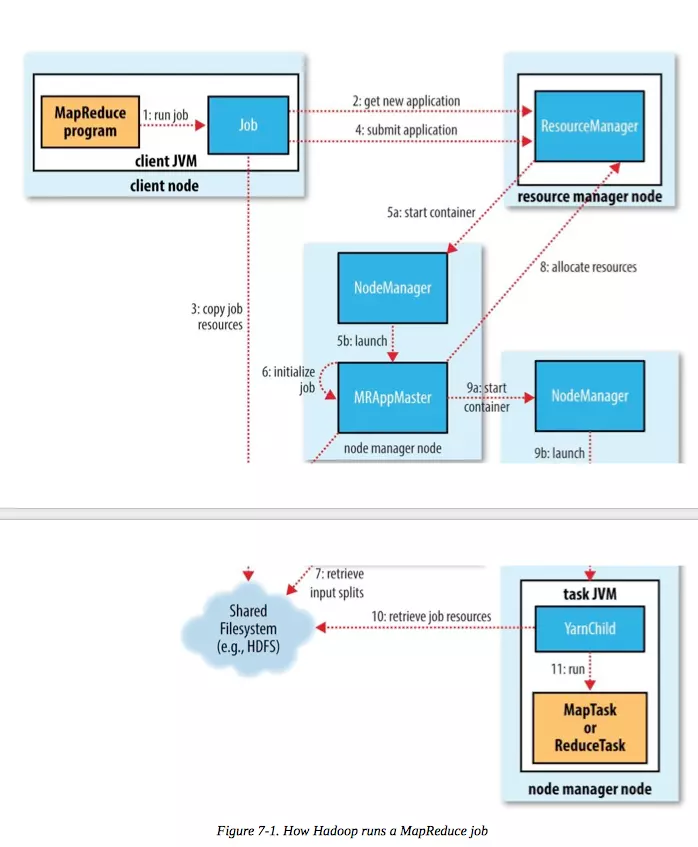 MapReduce
program
1: run job
Job
client JVM
client node
2: get new application
4: submit application
ResourceManager
resource manager node
5a: start container
8: allocate resources
3: copy job
resources
NodeManager
5b: launch
6: initialize
job
MRAppMaster
node manager node
9a: start
container
NodeManager
9b: launch
7: retrieve
input splits
Shared
Filesystem
(e.g., HDFS)
10: retrieve job resources
task JVM
YarnChild
11: run
MapTask
or
ReduceTask
node manager node
Figure 7-1. How Hadoop runs a MapReduce job